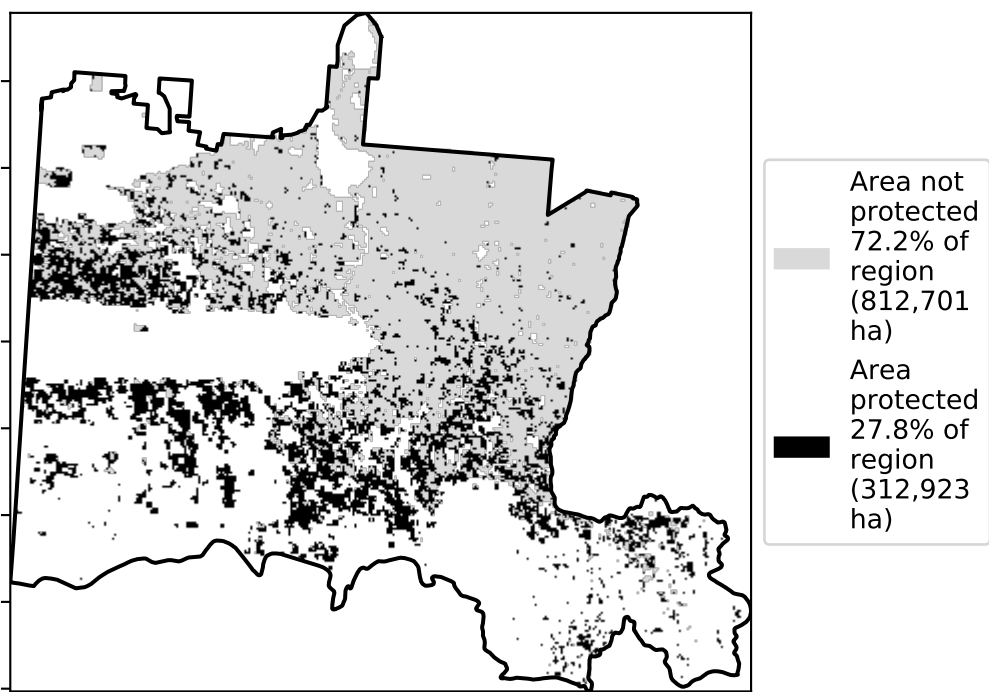 Area not
protected
72.2% of
region
(812,701
ha)
Area
protected
27.8% of
region
(312,923
ha)